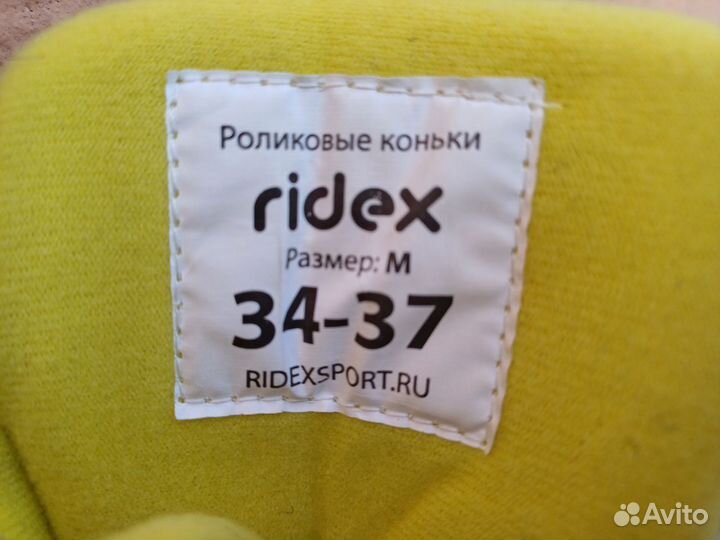 Роликовые коньки
ridex
Размер: M
34-37
RIDEXSPORT.RU
Avito